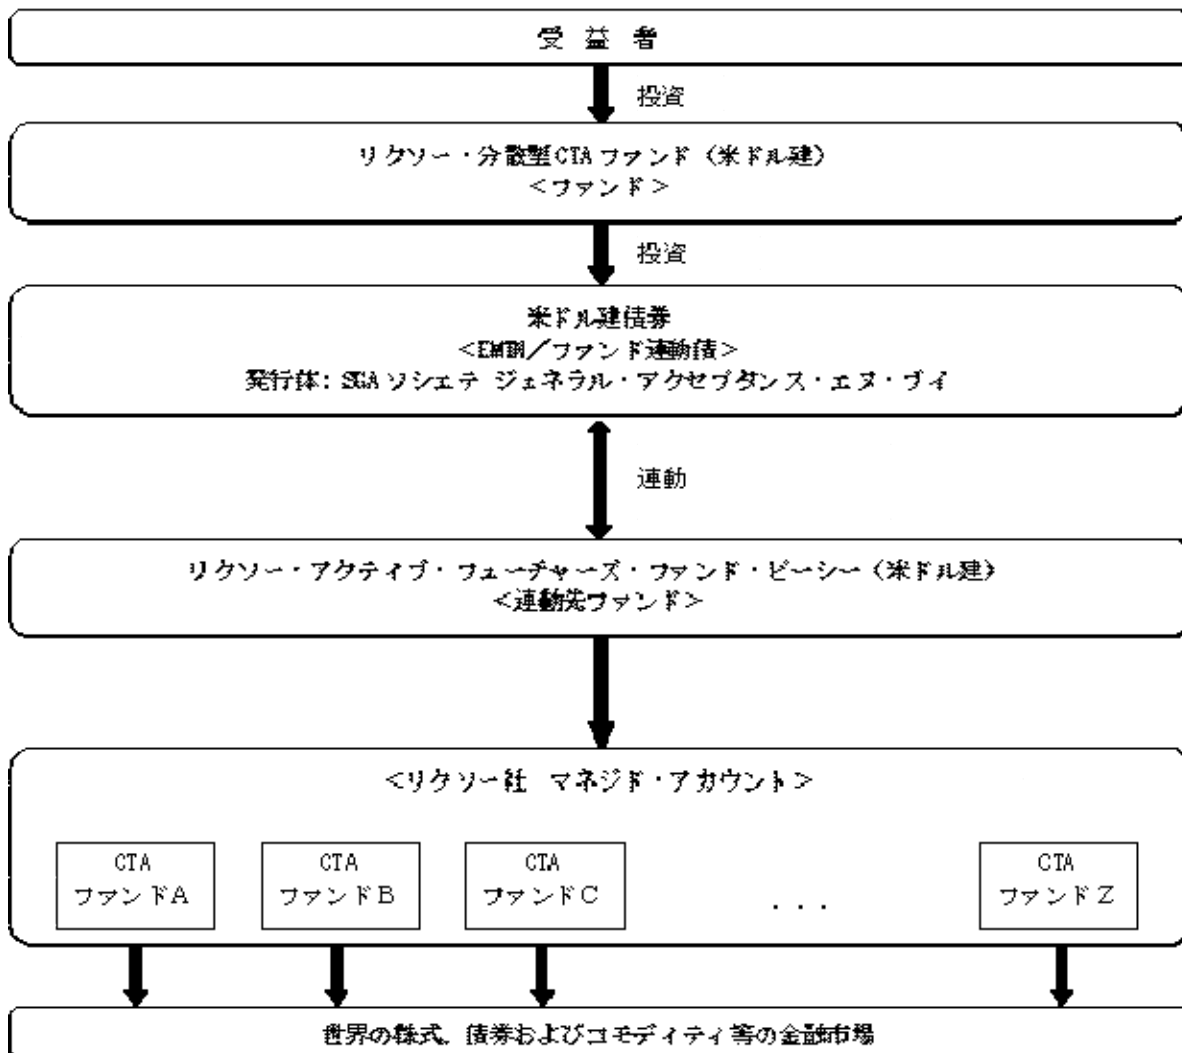 受 益 者
投資
リクソー・分散型CTAファンド（米ドル建）
＜ファンド＞
投資
米ドル建債券
＜EMTN／ファンド連動債＞
発行体: SGA ソシエテ ジェネラル・アクセプタンス・エヌ・ブイ
連動
リクソー・アクティブ・フューチャーズ・ファンド・ピーシー（米ドル建）
＜連動先ファンド＞
＜リクソー社 マネジド・アカウント＞
CTA
ファンドA
CTA
ファンドB
CTA
ファンドC
. . .
CTA
ファンドZ
世界の株式、債券およびコモディティ等の金融市場